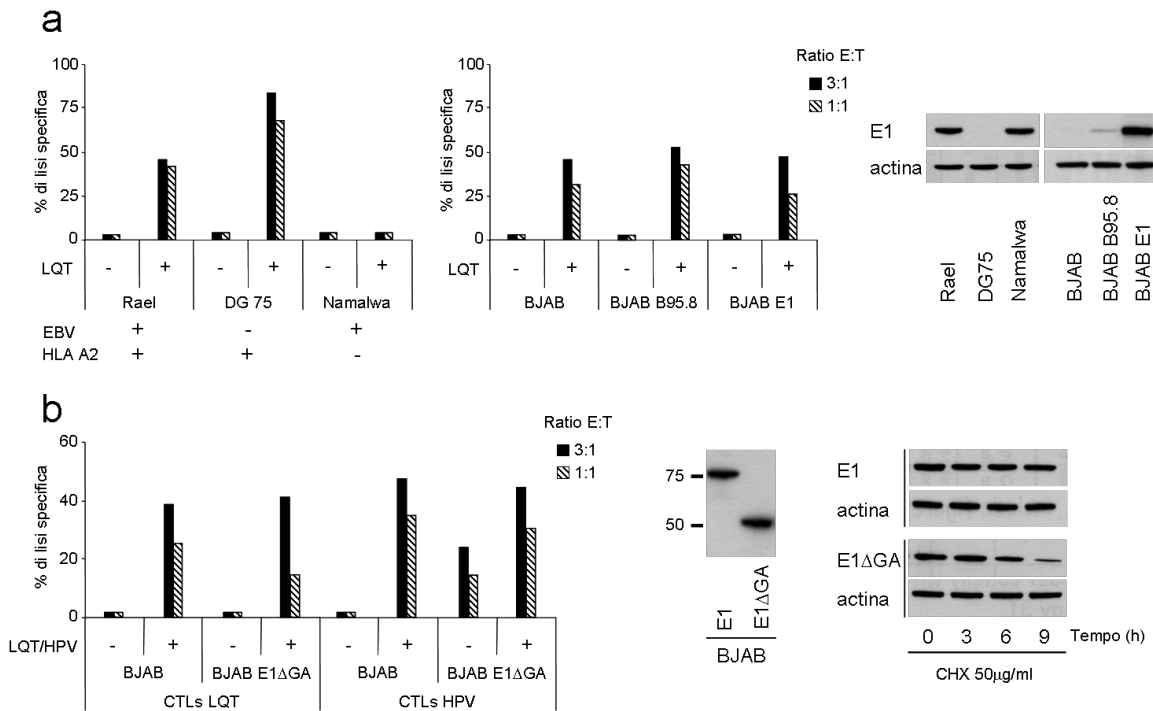 a
100
75
50
25
0
% di lisi specifica
LQT - + - + - +
Rael DG 75 Namalwa
EBV + - +
HLA A2 + + -
100
75
50
25
0
% di lisi specifica
LQT - + - + - +
BJAB BJAB B95.8 BJAB E1
Ratio E:T
3:1
1:1
E1
actina
Rael
DG75
Namalwa
BJAB
BJAB B95.8
BJAB E1
b
60
40
20
0
% di lisi specifica
LQT/HPV - + - + - + - +
BJAB BJAB E1ΔGA BJAB BJAB E1ΔGA
CTLs LQT CTLs HPV
Ratio E:T
3:1
1:1
75
50
E1
E1ΔGA
BJAB
E1
actina
E1ΔGA
actina
0 3 6 9 Tempo (h)
CHX 50µg/ml